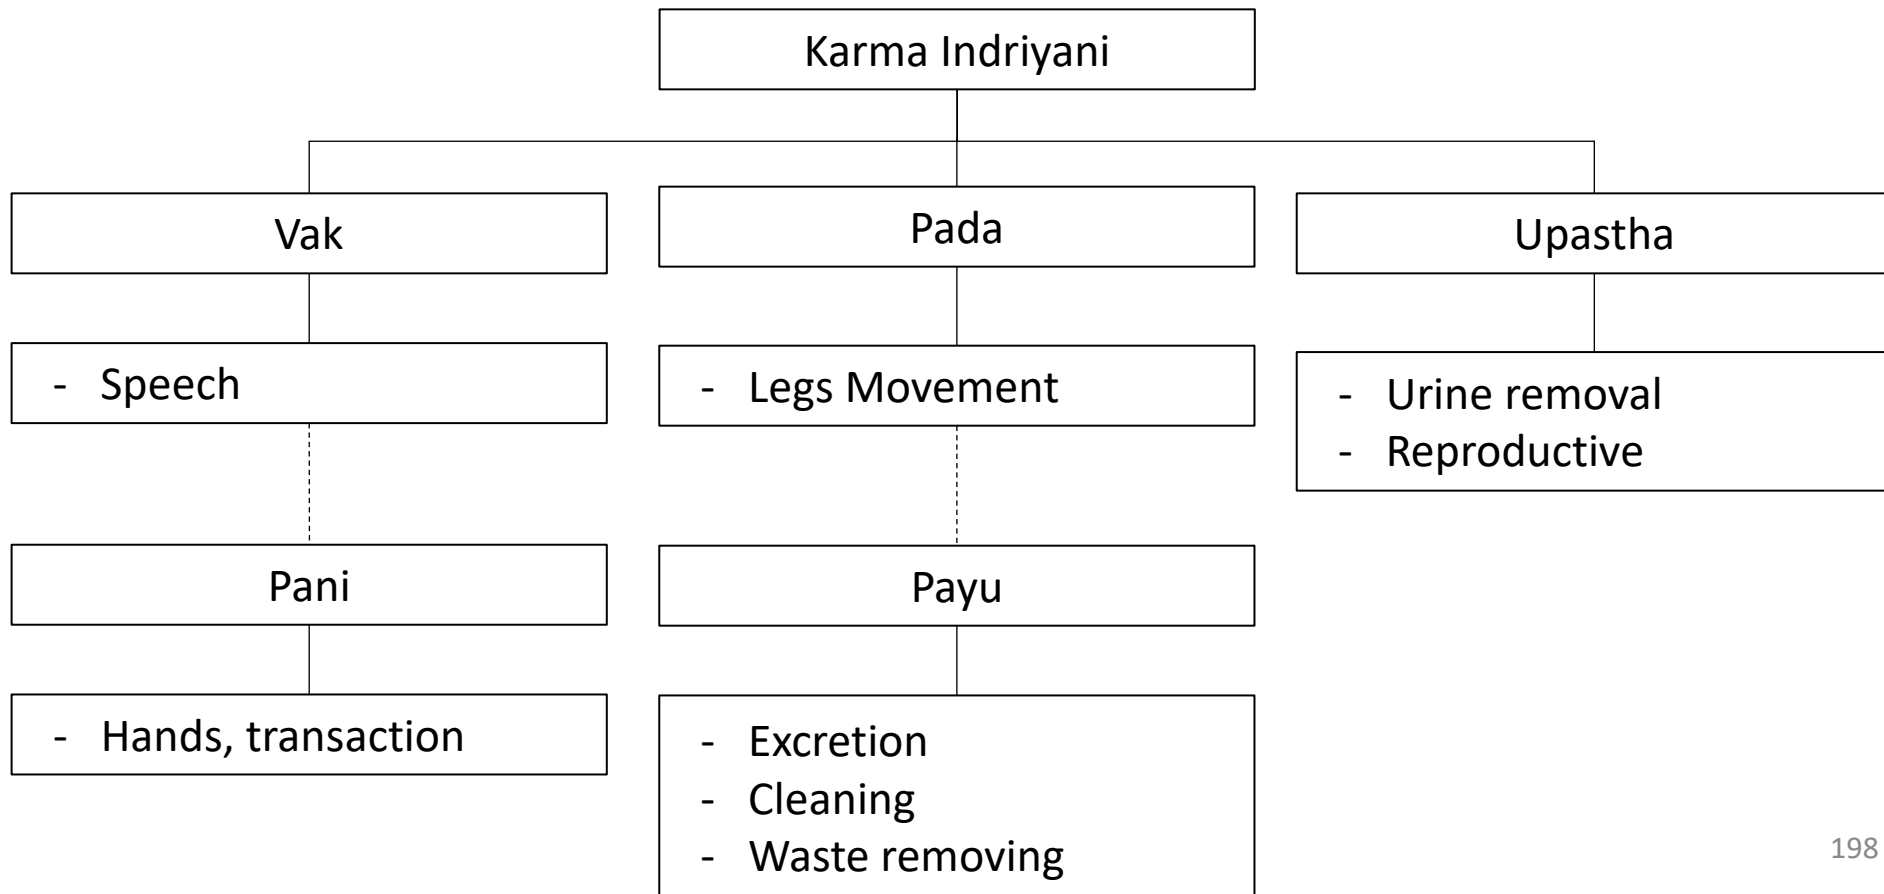 Karma Indriyani
Vak
Pada
Upastha
- Speech
- Legs Movement
- Urine removal
- Reproductive
Pani
Payu
- Hands, transaction
- Excretion
- Cleaning
- Waste removing
198